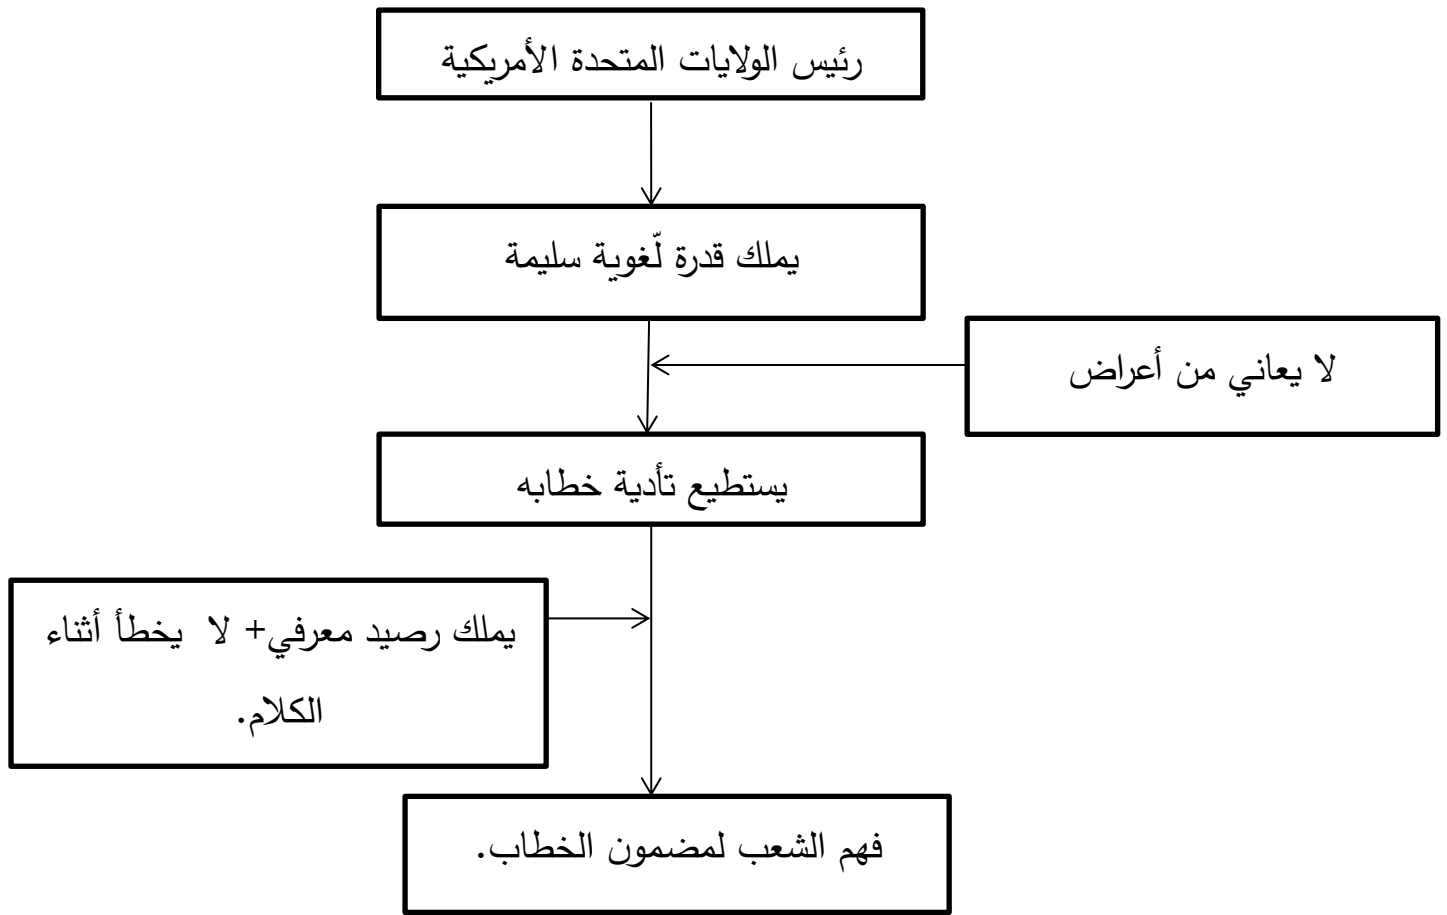 رئيس الولايات المتحدة الأمريكية
يملك قدرة لّغوية سليمة
لا يعاني من أعراض
يستطيع تأدية خطابه
يملك رصيد معرفي+ لا يخطأ أثناء
الكلام.
فهم الشعب لمضمون الخطاب.